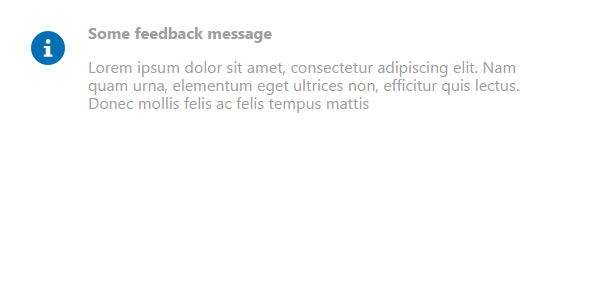 Some feedback message
Lorem ipsum dolor sit amet, consectetur adipiscing elit. Nam
quam urna, elementum eget ultrices non, efficitur quis lectus.
Donec mollis felis ac felis tempus mattis